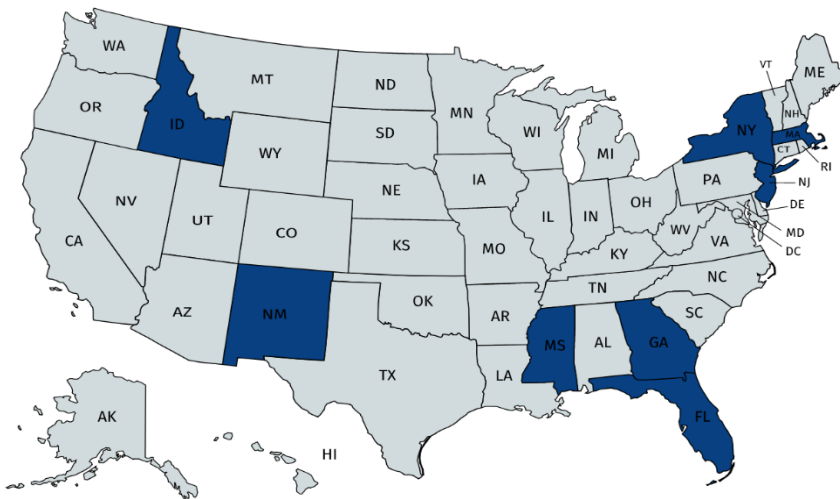 WA
MT
ND
MN
VT
ME
OR
ID
SD
WI
MI
NY
NH
MA
CT
RI
WY
IA
NE
PA
NJ
NV
UT
CO
IL
IN
OH
DE
CA
KS
MO
WV
VA
MD
DC
KY
NC
AZ
NM
OK
AR
TN
SC
MS
AL
GA
TX
LA
FL
AK
HI